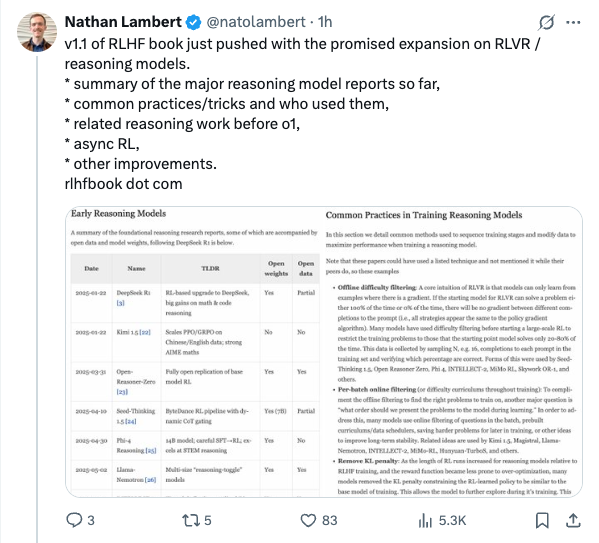 Nathan Lambert @natolambert · 1h
v1.1 of RLHF book just pushed with the promised expansion on RLVR /
reasoning models.
* summary of the major reasoning model reports so far,
* common practices/tricks and who used them,
* related reasoning work before o1,
* async RL,
* other improvements.
rlhfbook dot com
Early Reasoning Models
A summary of the foundational reasoning research reports, some of which are accompanied
by open data and model weights, following DeepSeek R1 is below.
Date Name TLDR Open weights Open data
2025-01-22 DeepSeek R1 [3] RL-based upgrade to DeepSeek, big gains on math & code reasoning Yes Partial
2025-01-22 Kimi 1.5 [22] Scales PPO/GRPO on Chinese/English data; strong AIME maths No No
2025-03-31 Open-Reasoner-Zero [23] Fully open replication of base model RL Yes Yes
2025-04-10 Seed-Thinking 1.5 [24] ByteDance RL pipeline with dynamic CoT gating Yes (7B) Partial
2025-04-30 Phi-4 Reasoning [25] 14B model; careful SFT→RL; excels at STEM reasoning Yes No
2025-05-02 Llama-Nemotron [26] Multi-size "reasoning-toggle" models Yes Yes
Common Practices in Training Reasoning Models
In this section we detail common methods used to sequence training stages and modify data to
maximize performance when training a reasoning model.
Note that these papers could have used a listed technique and not mentioned it while their
peers do, so these examples
• Offline difficulty filtering: A core intuition of RLVR is that models can only learn from
examples where there is a gradient. If the starting model for RLVR can solve a problem ei-
ther 100% of the time or 0% of the time, there will be no gradient between different com-
pletions to the prompt (i.e., all strategies appear the same to the policy gradient
algorithm). Many models have used difficulty filtering before starting a large-scale RL to
restrict the training problems to those that the starting point model solves only 20-80% of
the time. This data is collected by sampling N, e.g. 16, completions to each prompt in the
training set and verifying which percentage are correct. Forms of this were used by Seed-
Thinking 1.5, Open Reasoner Zero, Phi 4, INTELLECT-2, MiMo RL, Skywork OR-1, and
others.
• Per-batch online filtering (or difficulty curriculums throughout training): To compli-
ment the offline filtering to find the right problems to train on, another major question is
"what order should we present the problems to the model during learning." In order to ad-
dress this, many models use online filtering of questions in the batch, prebuilt
curriculums/data schedulers, saving harder problems for later in training, or other ideas
to improve long-term stability. Related ideas are used by Kimi 1.5, Magistral, Llama-
Nemotron, INTELLECT-2, MiMo-RL, Hunyuan-TurboS, and others.
• Remove KL penalty: As the length of RL runs increased for reasoning models relative to
RLHF training, and the reward function became less prone to over-optimization, many
models removed the KL penalty constraining the RL-learned policy to be similar to the
base model of training. This allows the model to further explore during it's training. This
3 5 83 5.3K